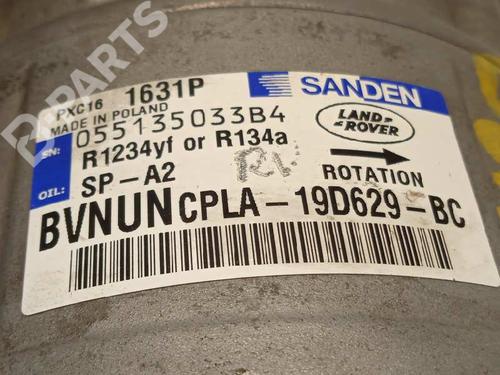 B-PARTS
PXC16 1631P
SANDEN
MADE IN POLAND
SN: 055135033B4
LAND ROVER
R1234yf or R134a
OIL: SP-A2
ROTATION
BVNUN CPLA-19D629-BC